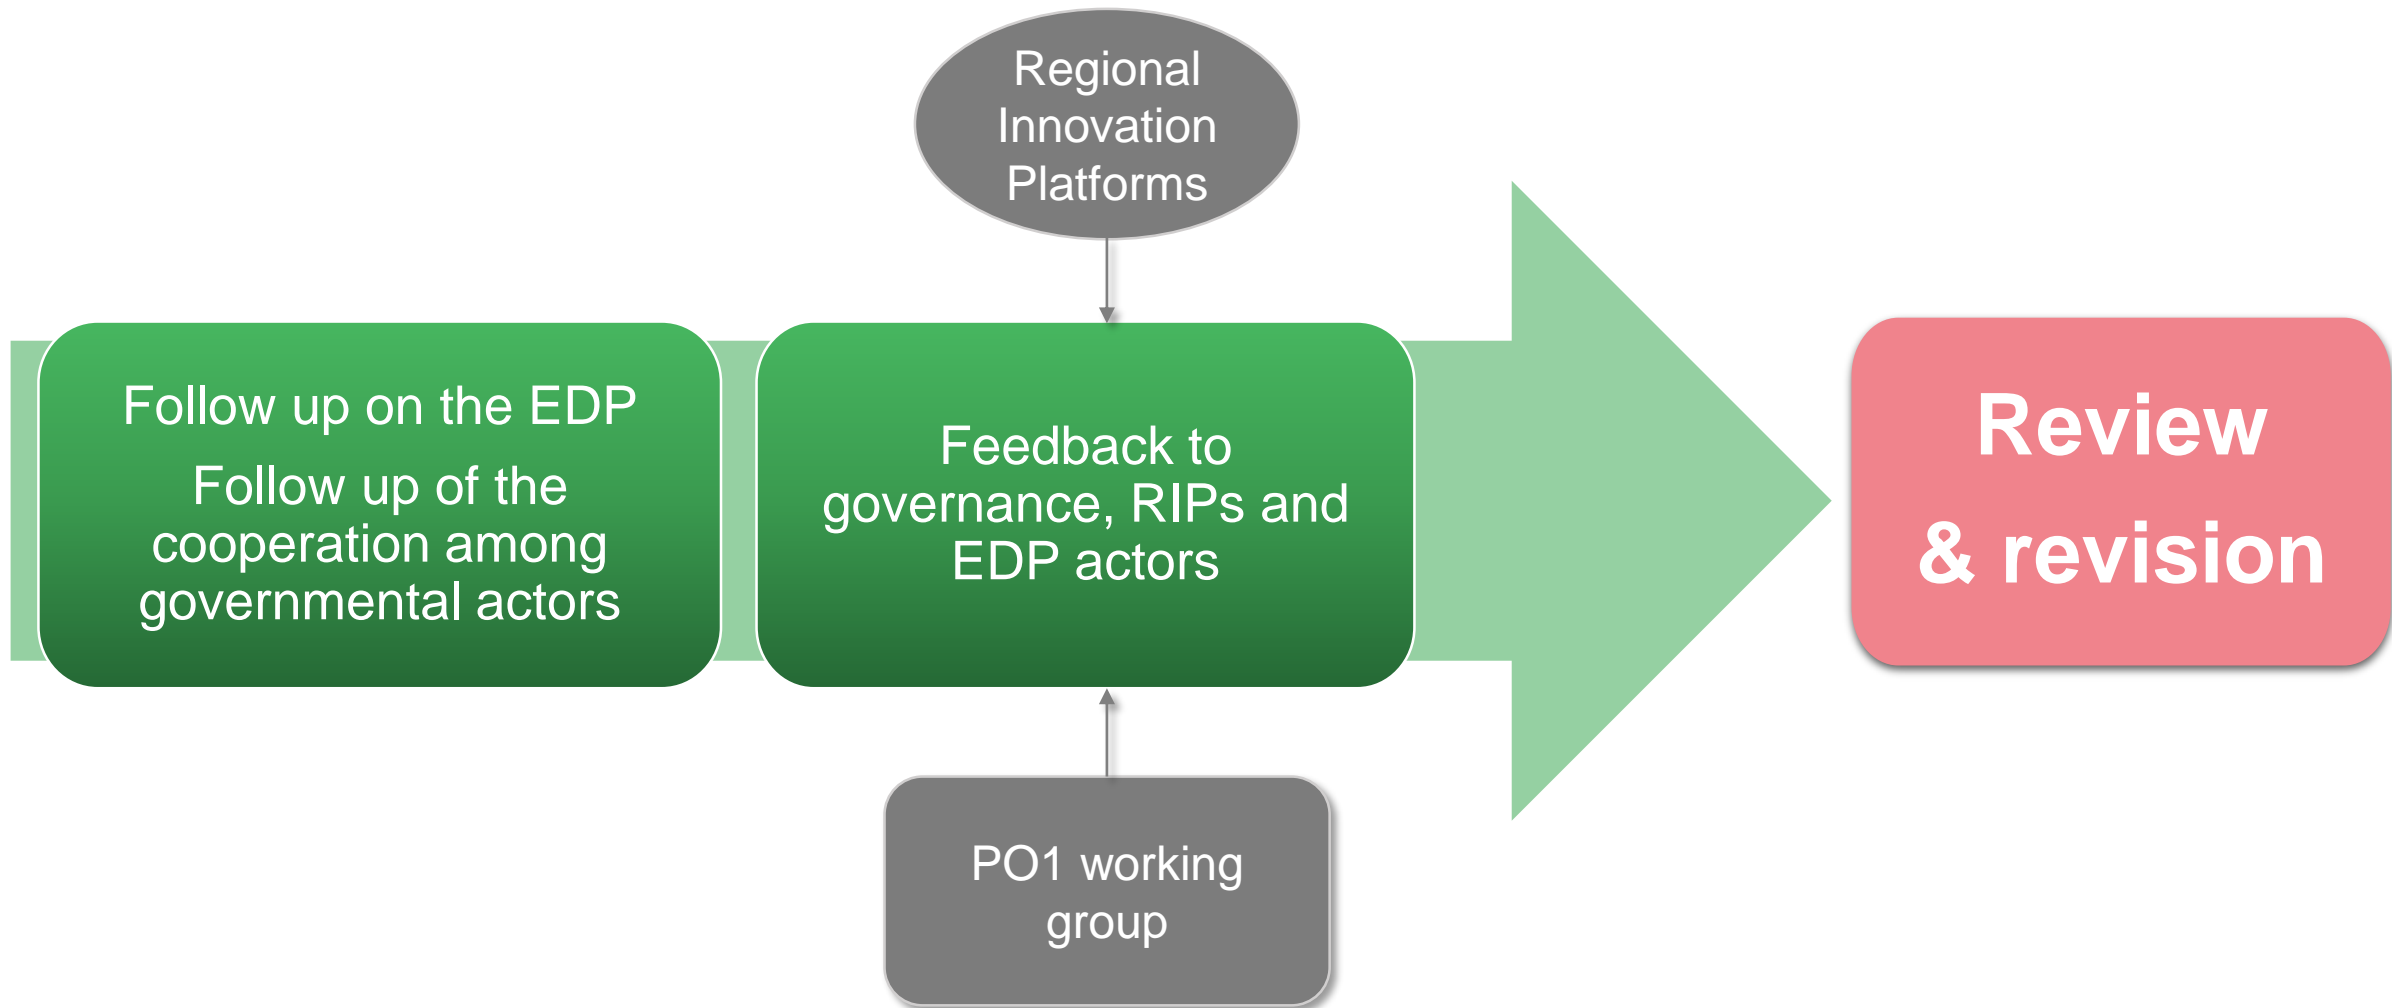 Regional
Innovation
Platforms
Follow up on the EDP
Follow up of the
cooperation among
governmental actors
Feedback to
governance, RIPs and
EDP actors
Review
& revision
PO1 working
group